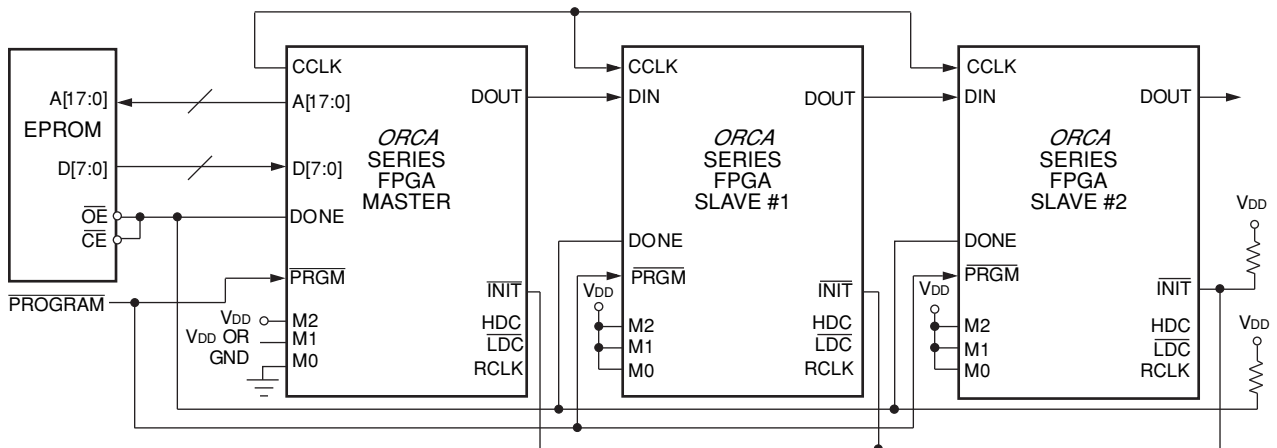 A[17:0]
EPROM
D[7:0]
OE
CE
PROGRAM
CCLK
A[17:0]
DOUT
ORCA
SERIES
FPGA
MASTER
D[7:0]
DONE
PRGM
INIT
VDD
M2
HDC
VDD OR
GND
M1
LDC
M0
RCLK
CCLK
DIN
DOUT
ORCA
SERIES
FPGA
SLAVE #1
DONE
PRGM
VDD
INIT
M2
HDC
M1
LDC
M0
RCLK
CCLK
DIN
DOUT
ORCA
SERIES
FPGA
SLAVE #2
DONE
PRGM
VDD
INIT
M2
HDC
M1
LDC
M0
RCLK
VDD
VDD